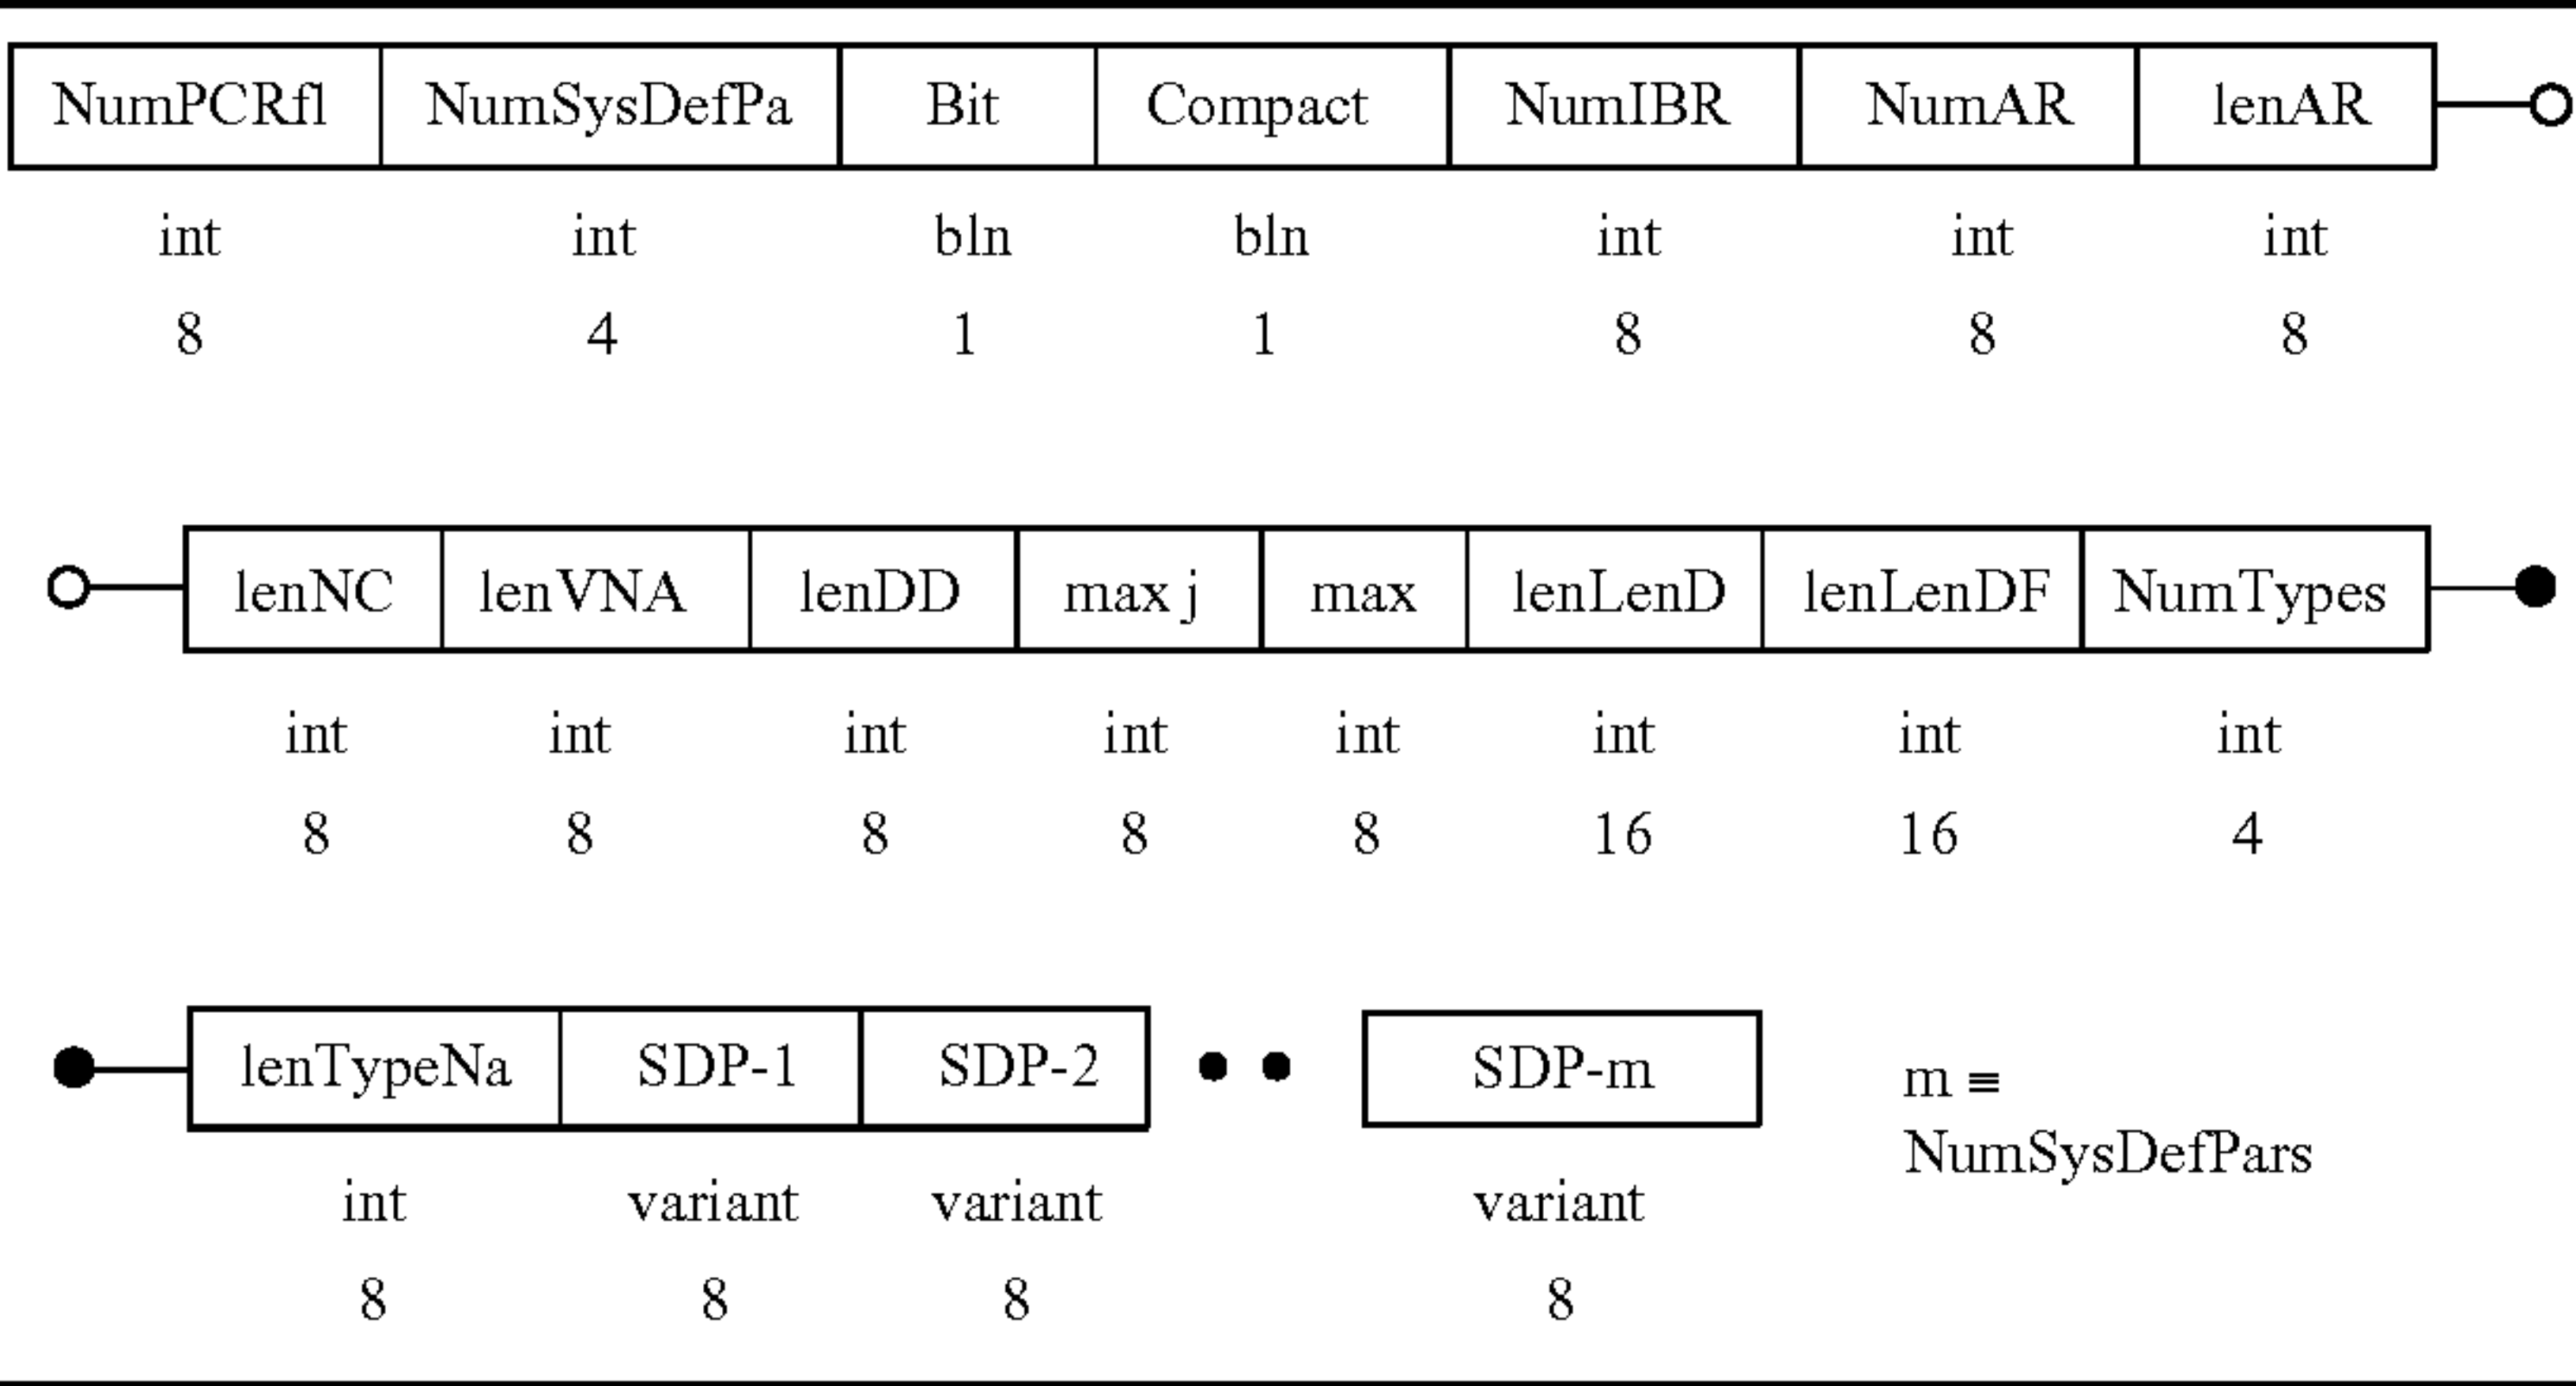 NumPCRfl NumSysDefPa Bit Compact NumIBR NumAR lenAR
int int bln bln int int int
8 4 1 1 8 8 8
lenNC lenVNA lenDD max j max lenLenD lenLenDF NumTypes
int int int int int int int int
8 8 8 8 8 16 16 4
lenTypeNa SDP-1 SDP-2 SDP-m m ≡
NumSysDefPars
int variant variant variant
8 8 8 8